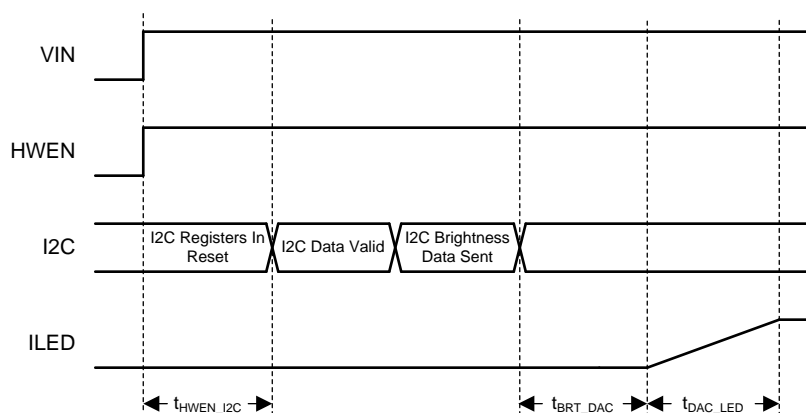 VIN
HWEN
I2C
I2C Registers In
Reset
I2C Data Valid
I2C Brightness
Data Sent
ILED
tHWEN_I2C
tBRT_DAC
tDAC_LED